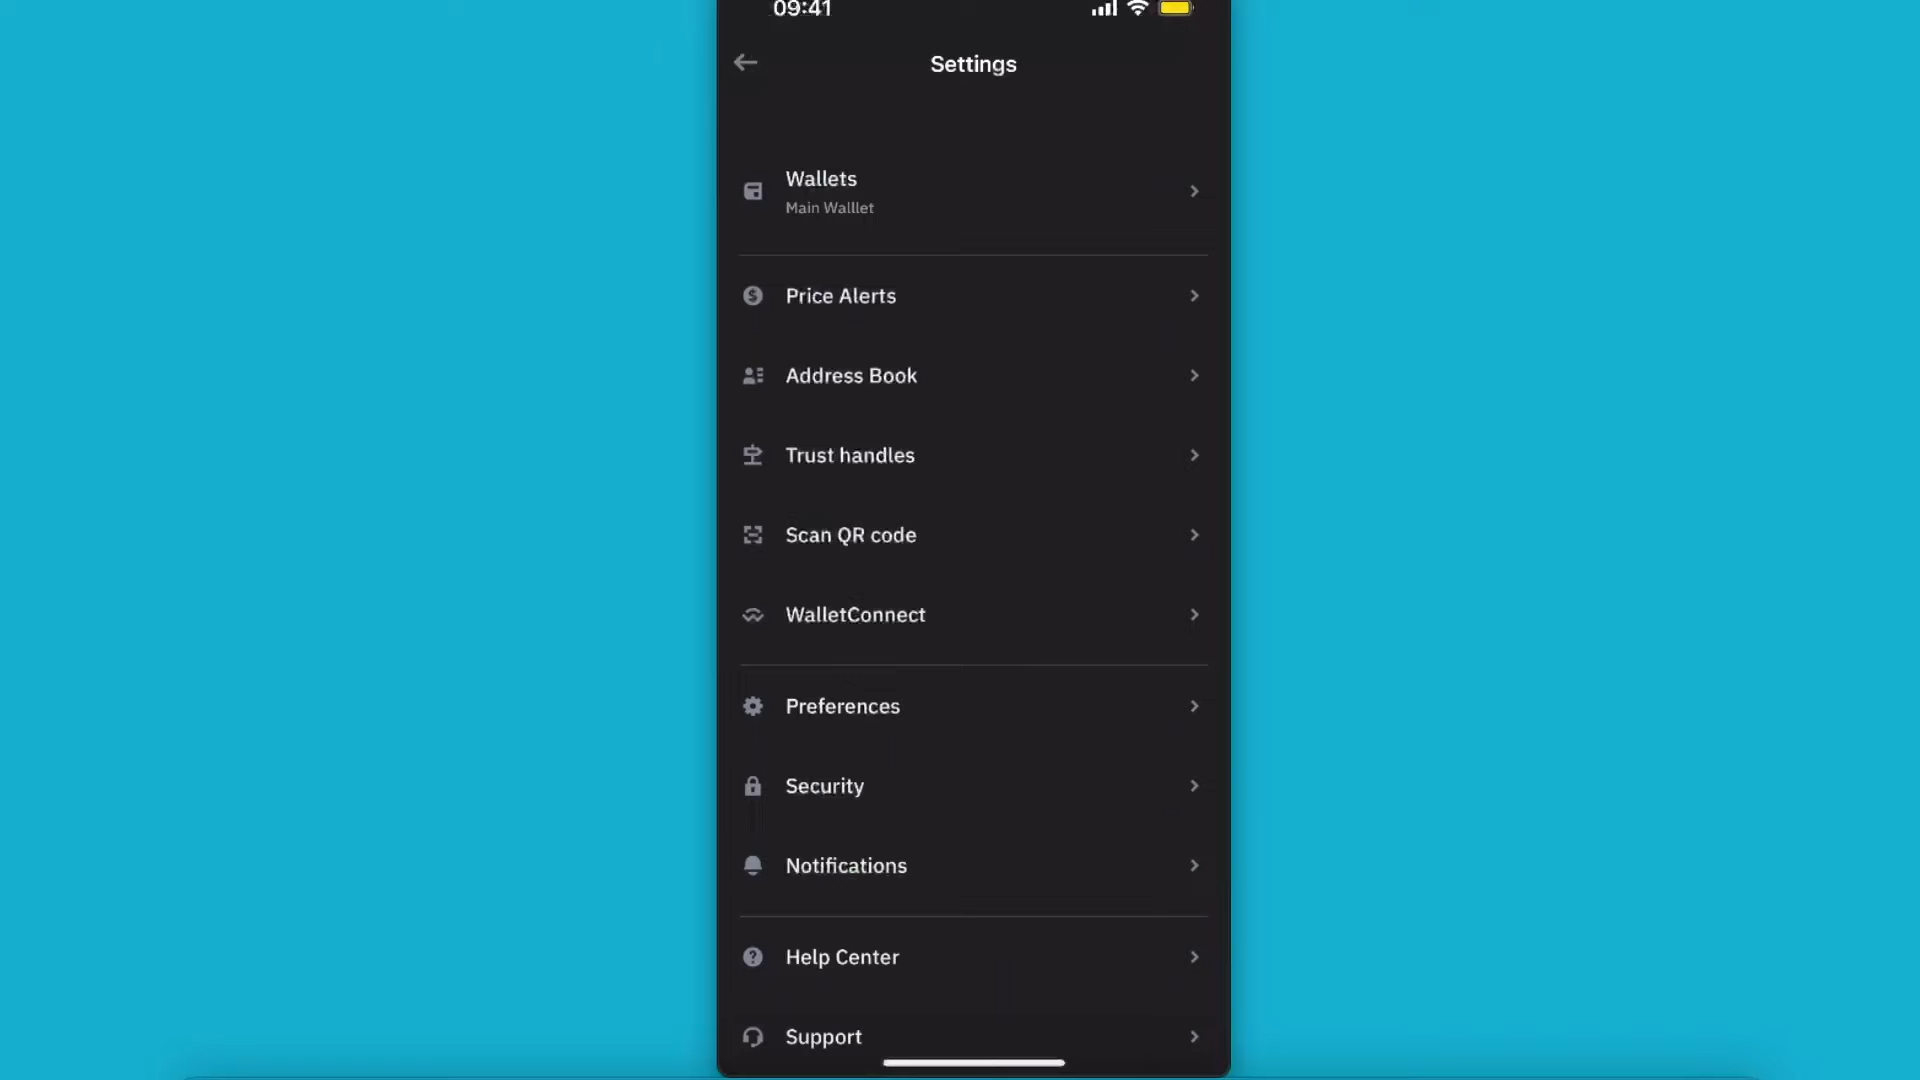 09:41
Settings
Wallets
Main Walllet
Price Alerts
Address Book
Trust handles
Scan QR code
WalletConnect
Preferences
Security
Notifications
Help Center
Support